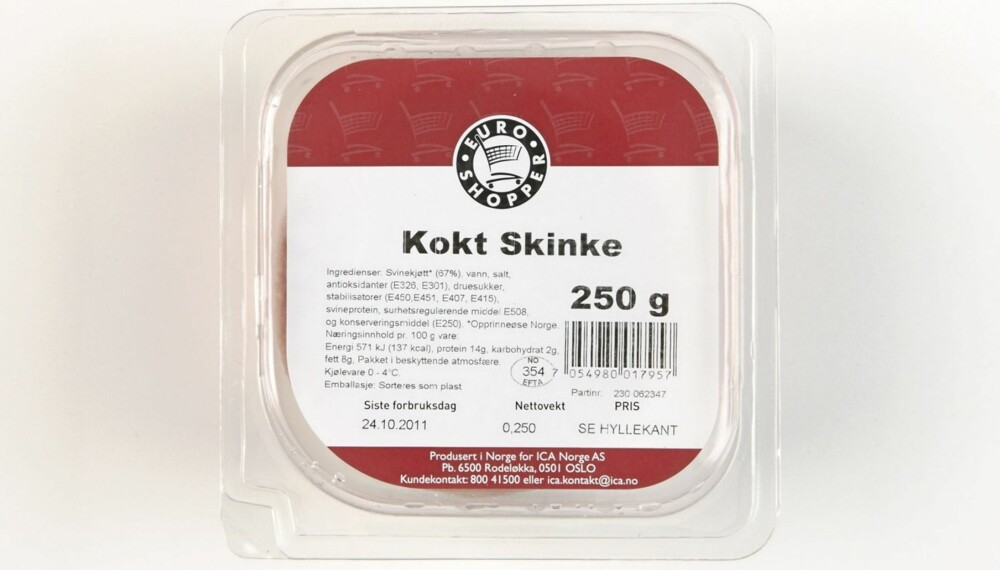 EURO SHOPPER
Kokt Skinke
Ingredienser: Svinekjøtt* (67%), vann, salt,
antioksidanter (E326, E301), druesukker,
stabilisatorer (E450,E451, E407, E415),
svineprotein, surhetsregulerende middel E508,
og konserveringsmiddel (E250). *Opprinneøse Norge.
Næringsinnhold pr. 100 g vare:
Energi 571 kJ (137 kcal), protein 14g, karbohydrat 2g,
fett 8g, Pakket i beskyttende atmosfære.
Kjølevare 0 - 4°C.
Emballasje: Sorteres som plast
250 g
NO
354
EFTA
7 054980 017957
Partinr: 230 062347
Siste forbruksdag Nettovekt PRIS
24.10.2011 0,250 SE HYLLEKANT
Produsert i Norge for ICA Norge AS
Pb. 6500 Rodeløkka, 0501 OSLO
Kundekontakt: 800 41500 eller ica.kontakt@ica.no